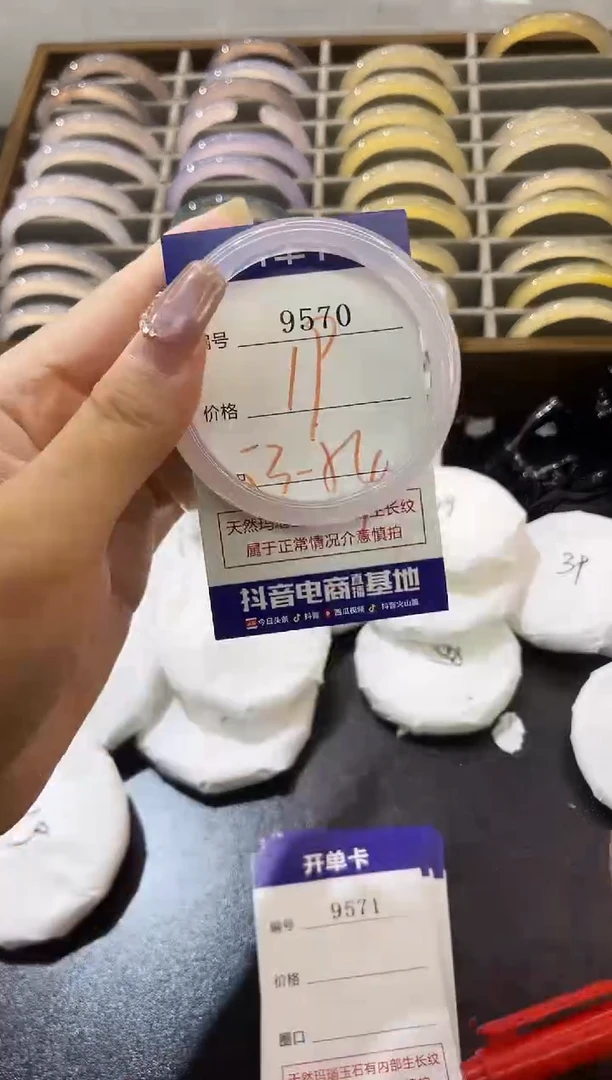 编号 9570
价格 1P
天然玛瑙玉石有内部生长纹
属于正常情况介意慎拍
抖音电商直播基地
今日头条 抖音 西瓜视频 抖音火山版
3P
开单卡
编号 9571
价格
圈口
天然玛瑙玉石有内部生长纹